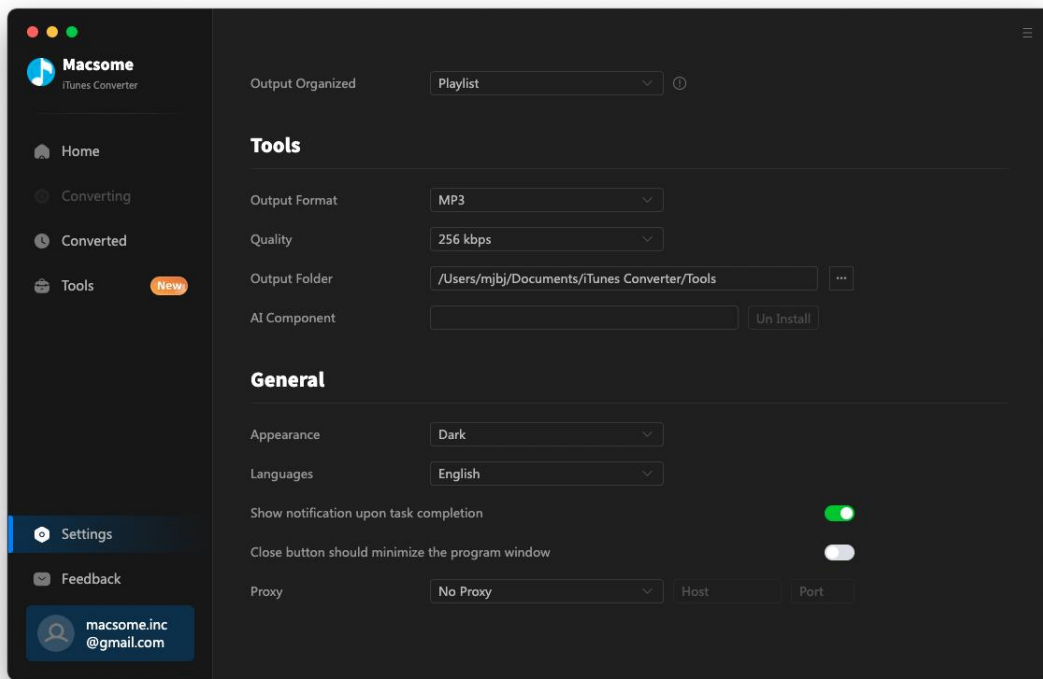 Macsome
iTunes Converter
Home
Converting
Converted
Tools New
Settings
Feedback
macsome.inc
@gmail.com
Output Organized Playlist
Tools
Output Format MP3
Quality 256 kbps
Output Folder /Users/mjbj/Documents/iTunes Converter/Tools ...
AI Component Un Install
General
Appearance Dark
Languages English
Show notification upon task completion
Close button should minimize the program window
Proxy No Proxy Host Port